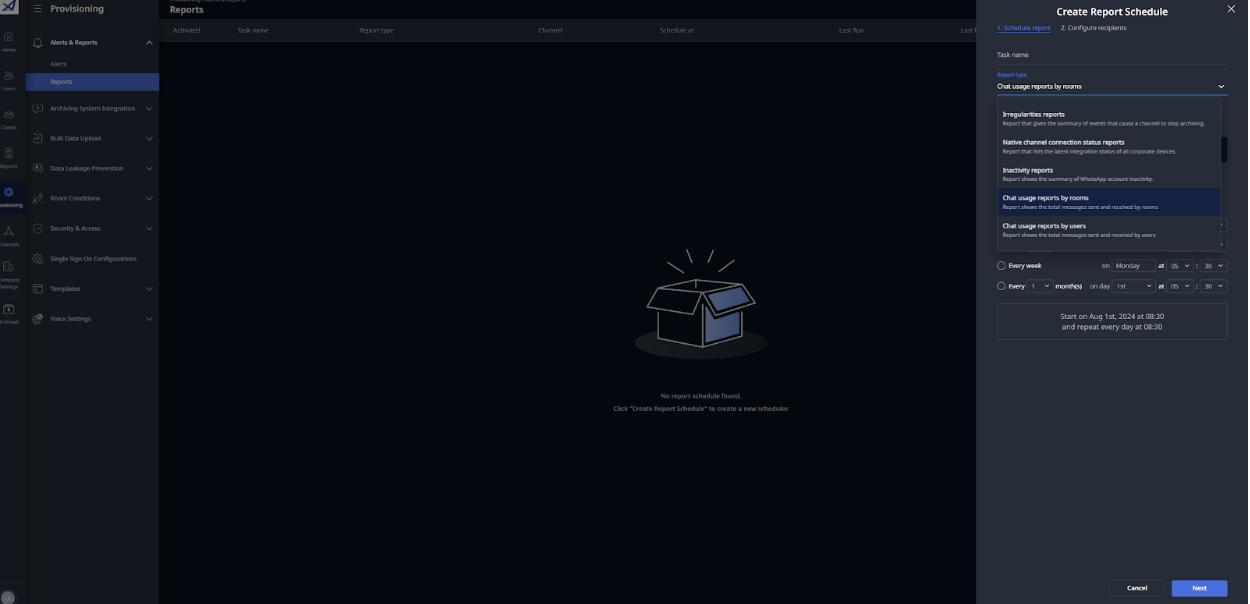 Provisioning
Home
Users
Clients
Reports
Provisioning
Channels
Company
Settings
Archived
Alerts & Reports
Alerts
Reports
Archiving System Integration
Bulk Data Upload
Data Leakage Prevention
Room Conditions
Security & Access
Single Sign On Configurations
Templates
Voice Settings
Reports
Activated Task name Report type Channel Schedule at Last Run Last
No report schedule found.
Click "Create Report Schedule" to create a new scheduler.
Create Report Schedule
1. Schedule report 2. Configure recipients
Task name
Report type
Chat usage reports by rooms
Irregularities reports
Report that gives the summary of events that cause a channel to stop archiving.
Native channel connection status reports
Report that lists the latest integration status of all corporate devices.
Inactivity reports
Report shows the summary of WhatsApp account inactivity.
Chat usage reports by rooms
Report shows the total messages sent and received by rooms
Chat usage reports by users
Report shows the total messages sent and received by users
Every week on Monday at 05 : 30
Every 1 month(s) on day 1st at 05 : 30
Start on Aug 1st, 2024 at 08:30
and repeat every day at 08:30
Cancel Next